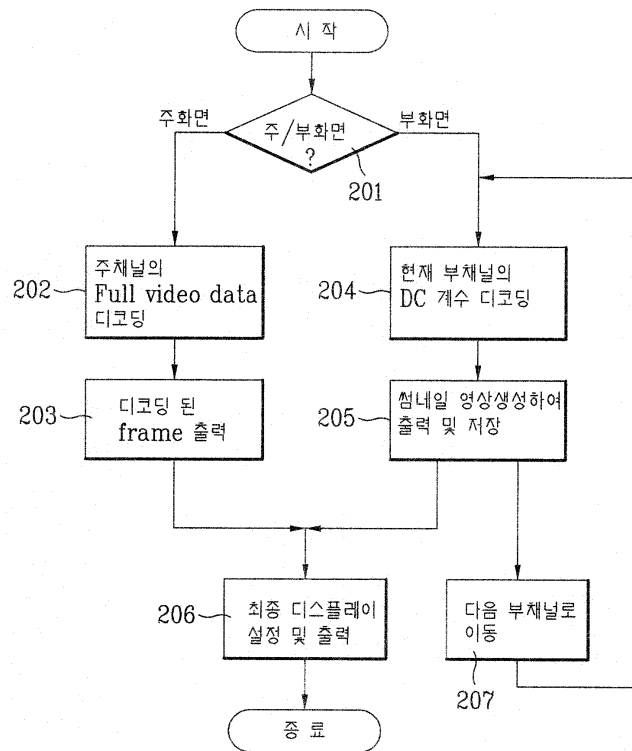 시 작
주화면
주/부화면
?
부화면
201
202
주채널의
Full video data
디코딩
204
현재 부채널의
DC 계수 디코딩
203
디코딩 된
frame 출력
205
썸네일 영상생성하여
출력 및 저장
206
최종 디스플레이
설정 및 출력
다음 부채널로
이동
207
종 료